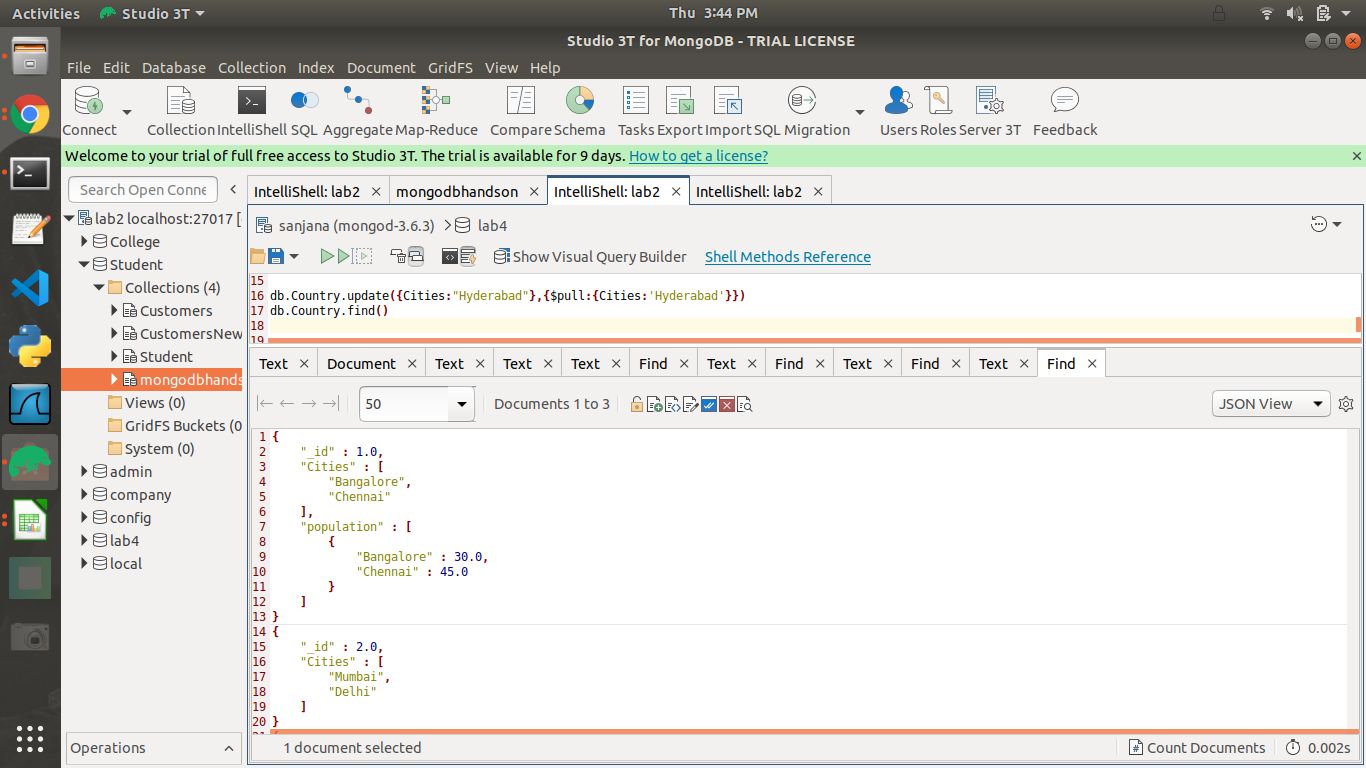 Activities Studio 3T Thu 3:44 PM
Studio 3T for MongoDB - TRIAL LICENSE
File Edit Database Collection Index Document GridFS View Help
Connect Collection IntelliShell SQL Aggregate Map-Reduce Compare Schema Tasks Export Import SQL Migration Users Roles Server 3T Feedback
Welcome to your trial of full free access to Studio 3T. The trial is available for 9 days. How to get a license?
Search Open Conne
IntelliShell: lab2 mongodbhandson IntelliShell: lab2 IntelliShell: lab2
lab2 localhost:27017 [
College
Student
Collections (4)
Customers
CustomersNew
Student
mongodbhands
Views (0)
GridFS Buckets (0
System (0)
admin
company
config
lab4
local
Operations
sanjana (mongod-3.6.3) lab4
Show Visual Query Builder Shell Methods Reference
15
16 db.Country.update({Cities:"Hyderabad"},{$pull:{Cities:'Hyderabad'}})
17 db.Country.find()
18
19
Text Document Text Text Text Find Text Find Text Find Text Find
50 Documents 1 to 3 JSON View
1 {
2 "_id" : 1.0,
3 "Cities" : [
4 "Bangalore",
5 "Chennai"
6 ],
7 "population" : [
8 {
9 "Bangalore" : 30.0,
10 "Chennai" : 45.0
11 }
12 ]
13 }
14 {
15 "_id" : 2.0,
16 "Cities" : [
17 "Mumbai",
18 "Delhi"
19 ]
20 }
1 document selected Count Documents 0.002s